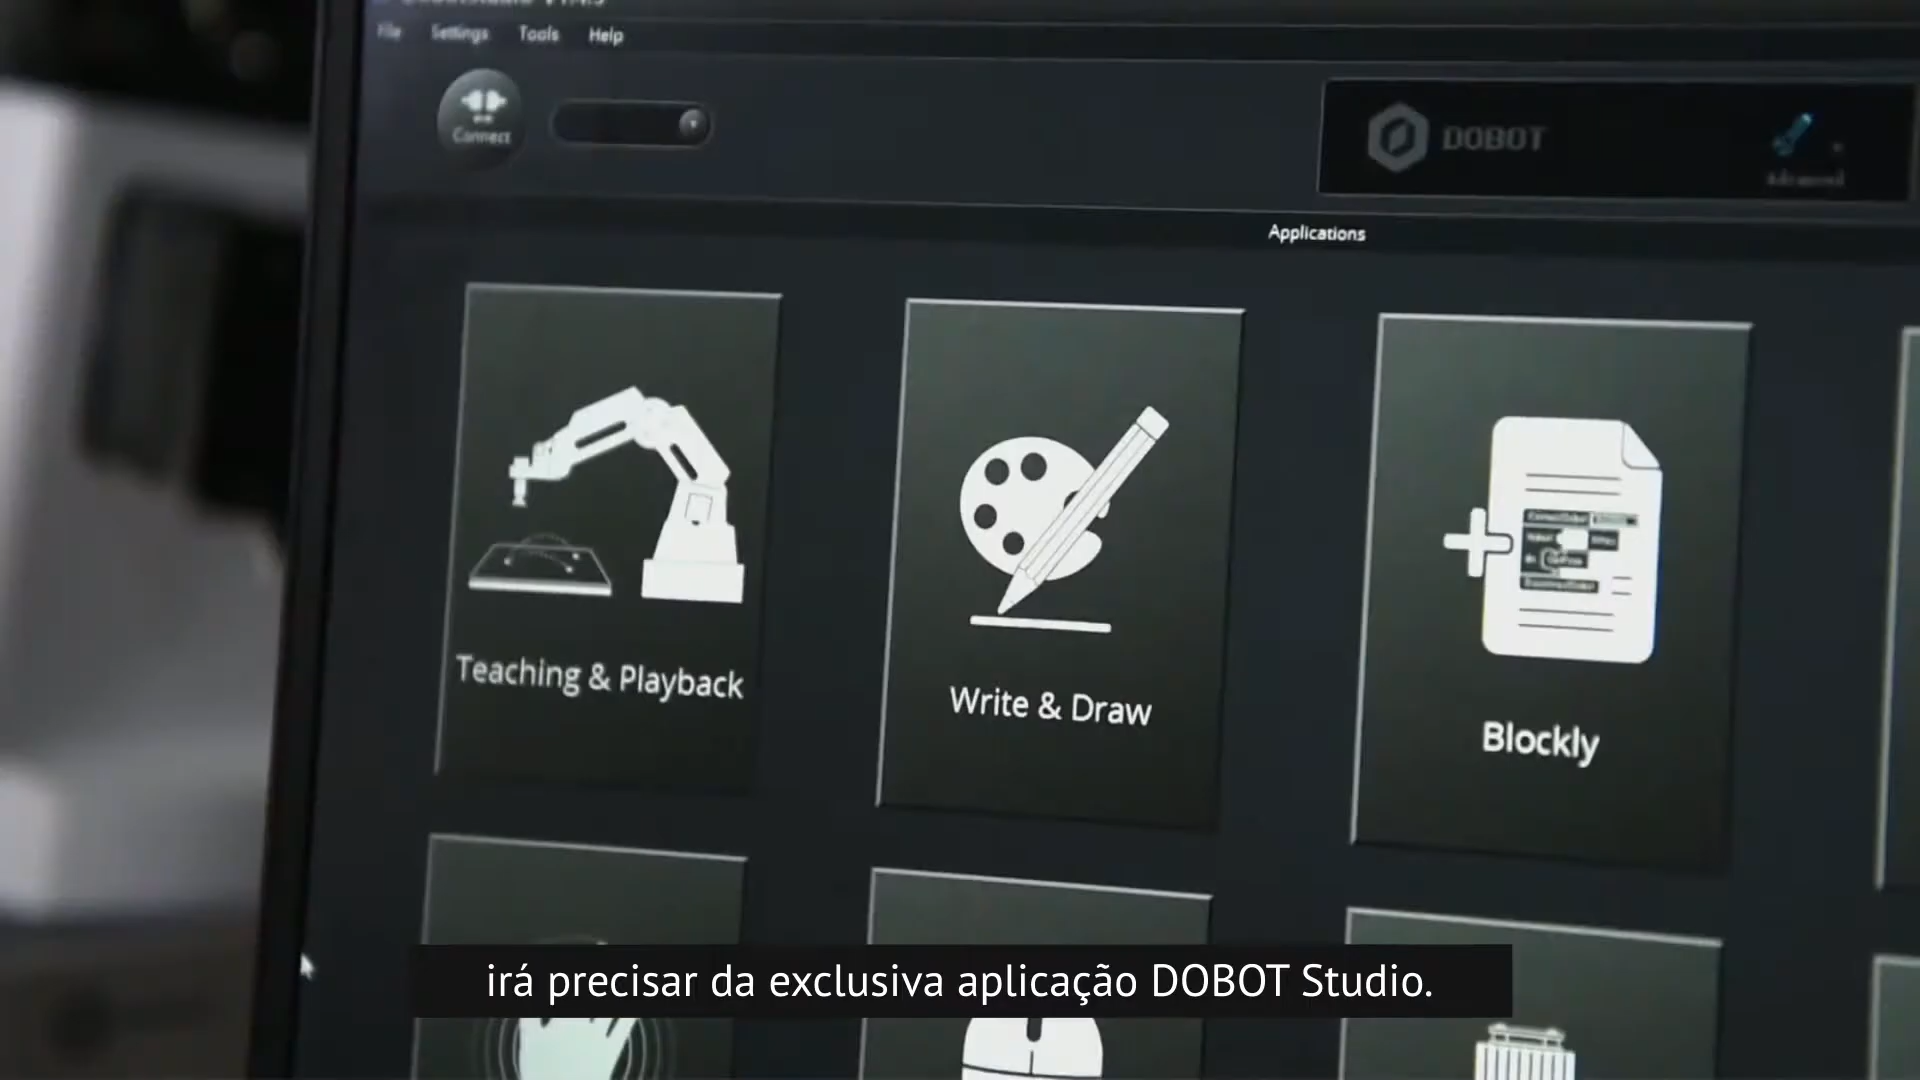 File Settings Tools Help
Connect
DOBOT
Advanced
Applications
Teaching & Playback
Write & Draw
Blockly
irá precisar da exclusiva aplicação DOBOT Studio.